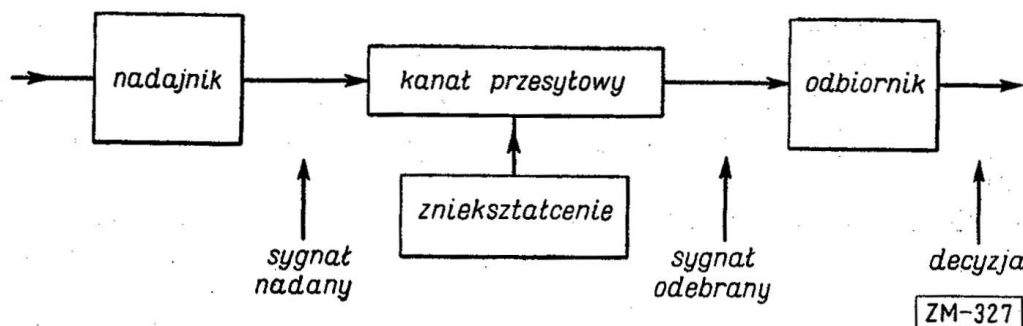 nadajnik
kanał przesyłowy
odbiornik
zniekształcenie
sygnał
nadany
sygnał
odebrany
decyzja
ZM-327